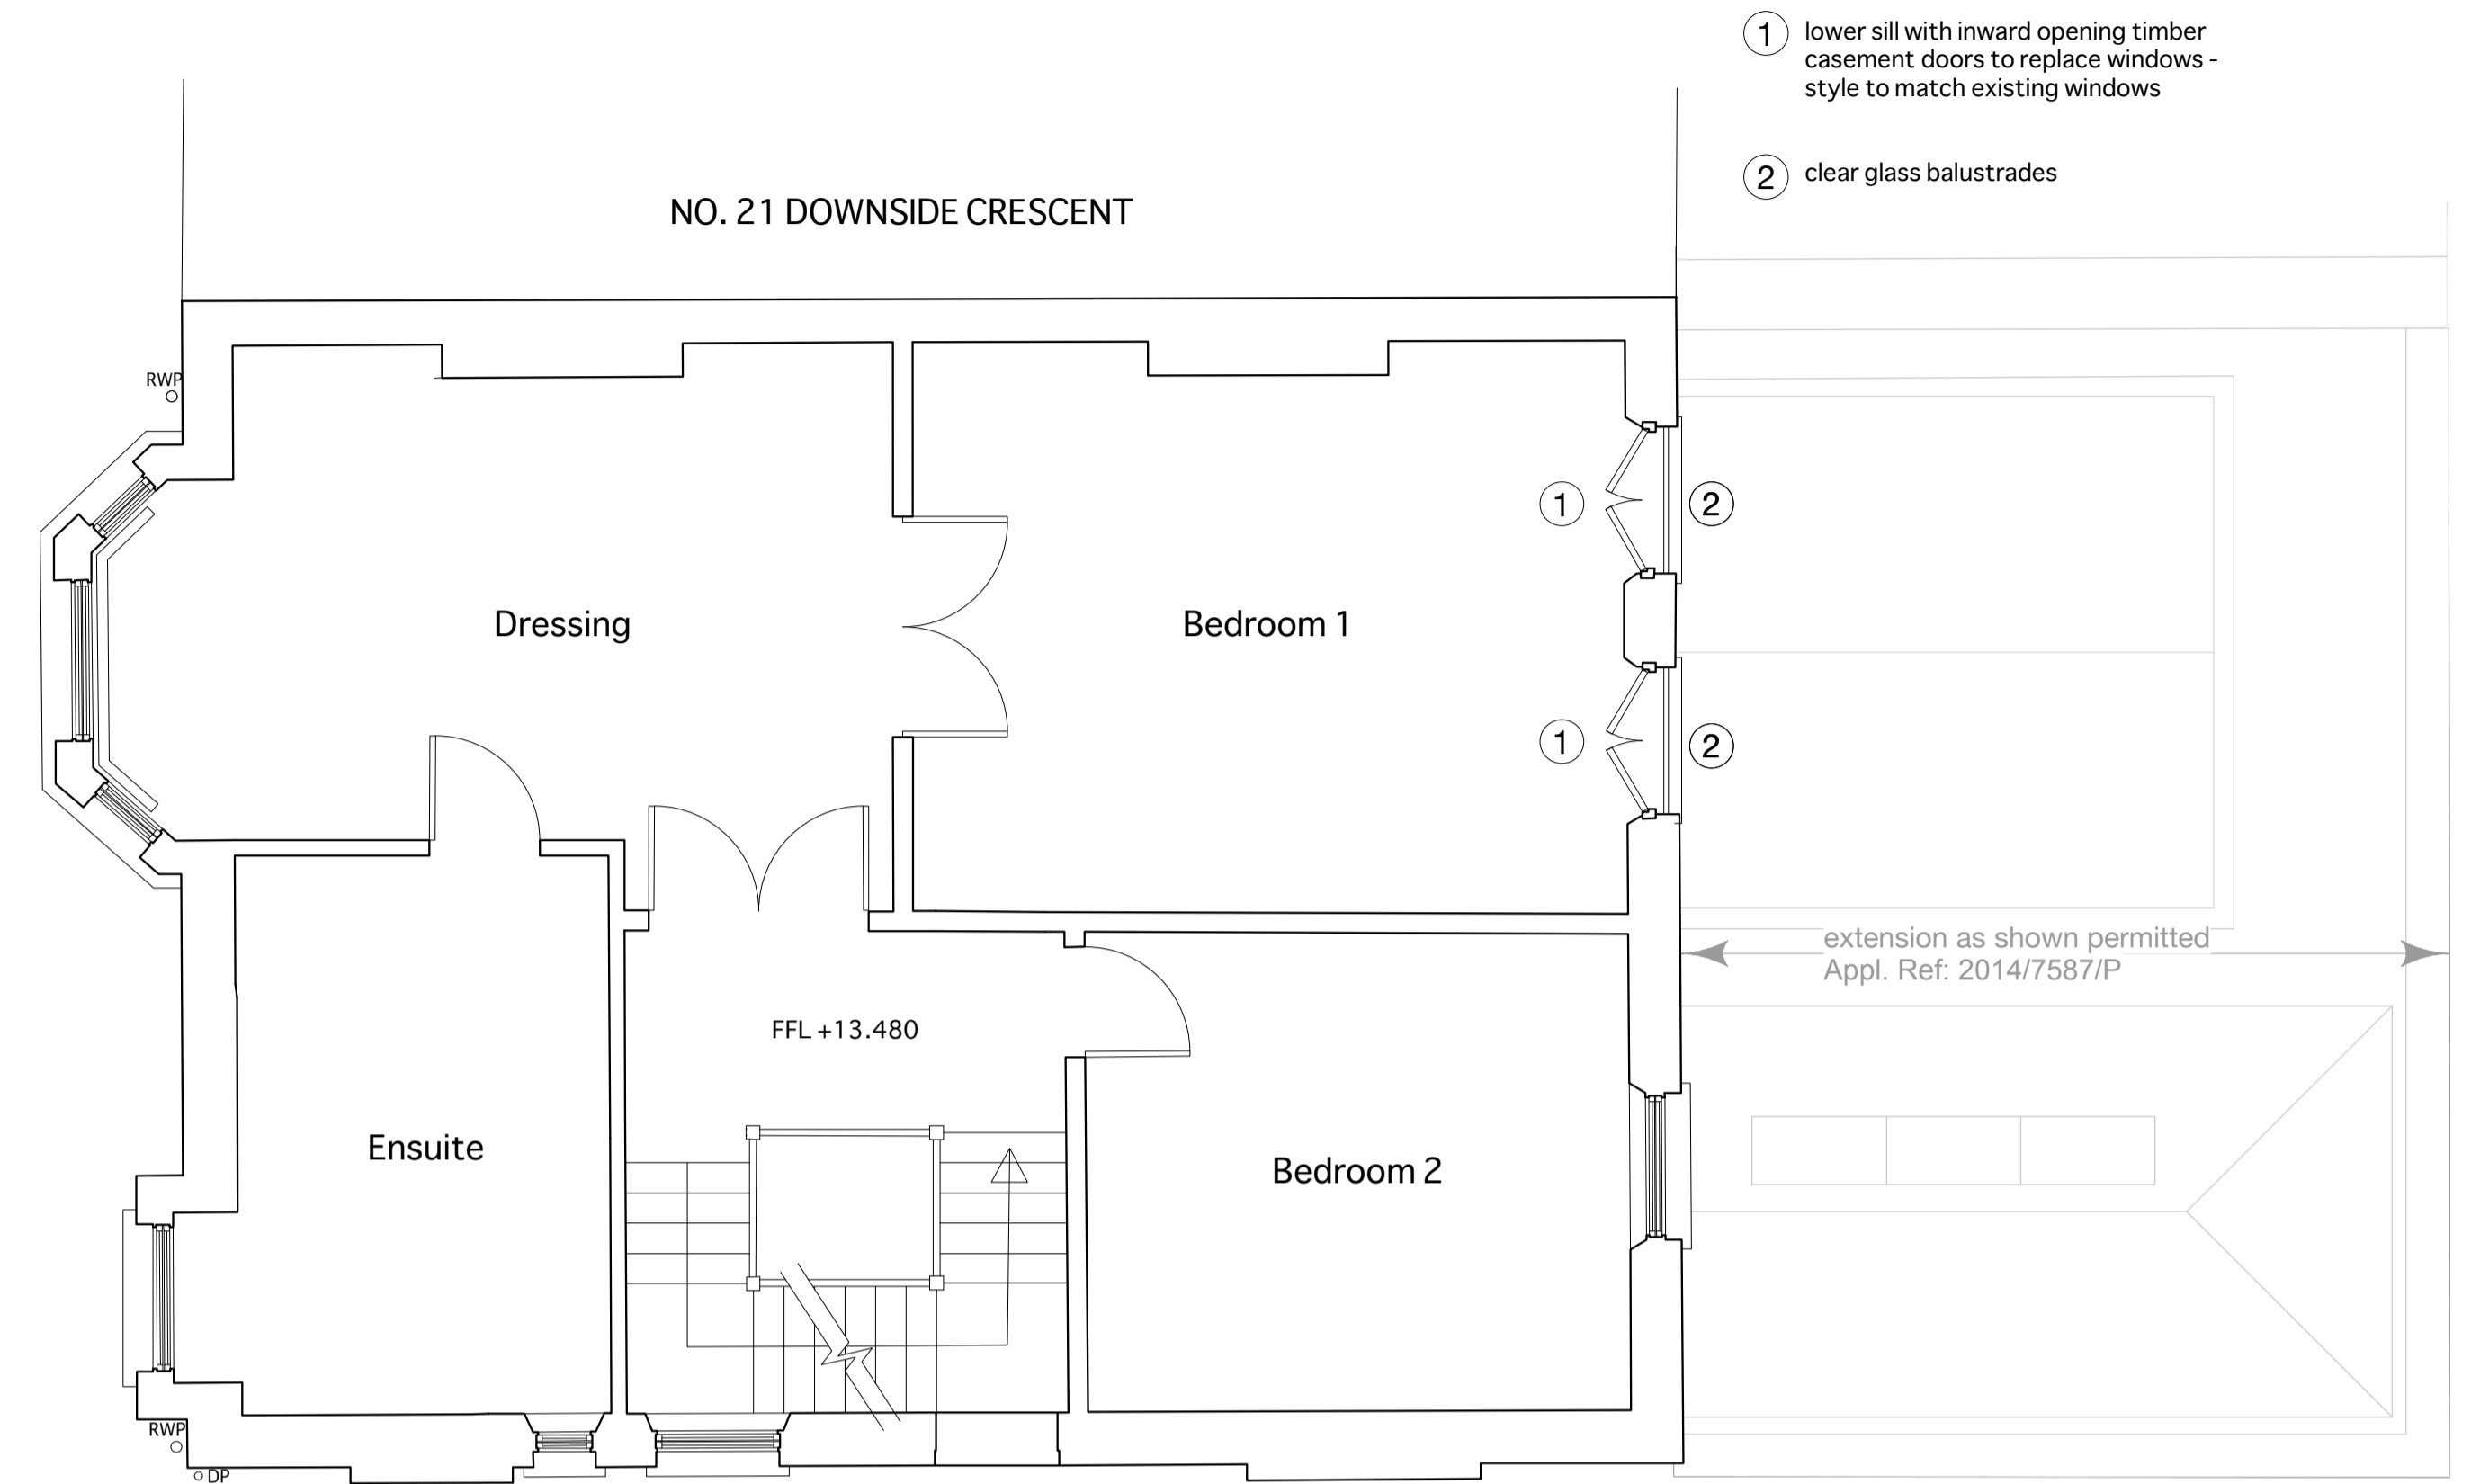 1 lower sill with inward opening timber
casement doors to replace windows -
style to match existing windows
2 clear glass balustrades
NO. 21 DOWNSIDE CRESCENT
RWP
1 2
Dressing
Bedroom 1
1 2
extension as shown permitted
Appl. Ref: 2014/7587/P
FFL +13.480
Ensuite
Bedroom 2
RWP
DP